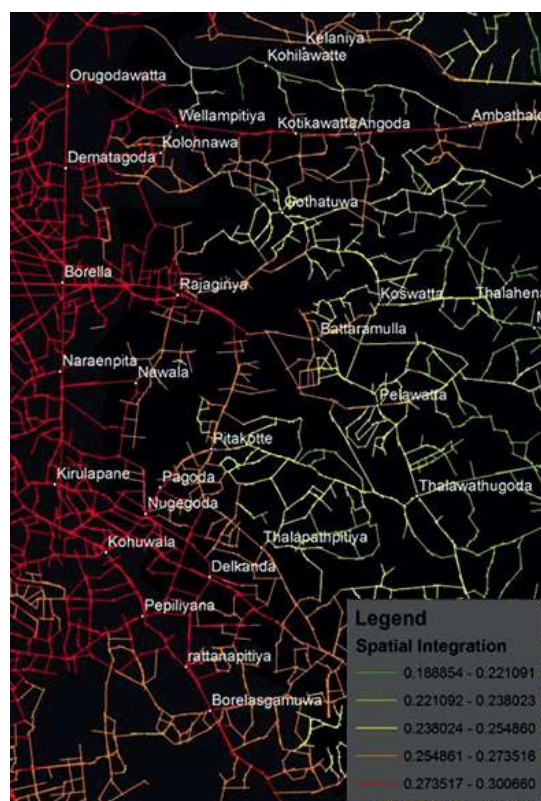 Kelaniya
Kohilawatte
Orugodawatta
Wellampitiya
Kotikawatta
Angoda
Ambathale
Kolonnawa
Dematagoda
Gothatuwa
Borella
Rajaginya
Koswatta
Thalahena
M
Battaramulla
Naraenpita
Nawala
Pelawatta
Pitakotte
Kirulapane
Pagoda
Thalawathugoda
Nugegoda
Kohuwala
Thalapathpitiya
Delkanda
Pepiliyana
rattanapitiya
Borelasgamuwa
Legend
Spatial Integration
0.188854 - 0.221091
0.221092 - 0.238023
0.238024 - 0.254860
0.254861 - 0.273516
0.273517 - 0.300660